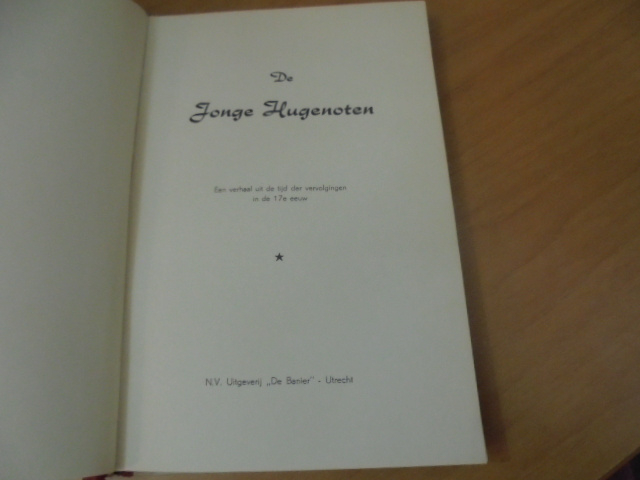 De
Jonge Hugenoten
Een verhaal uit de tijd der vervolgingen
in de 17e eeuw
N.V. Uitgeverij „De Banier" - Utrecht